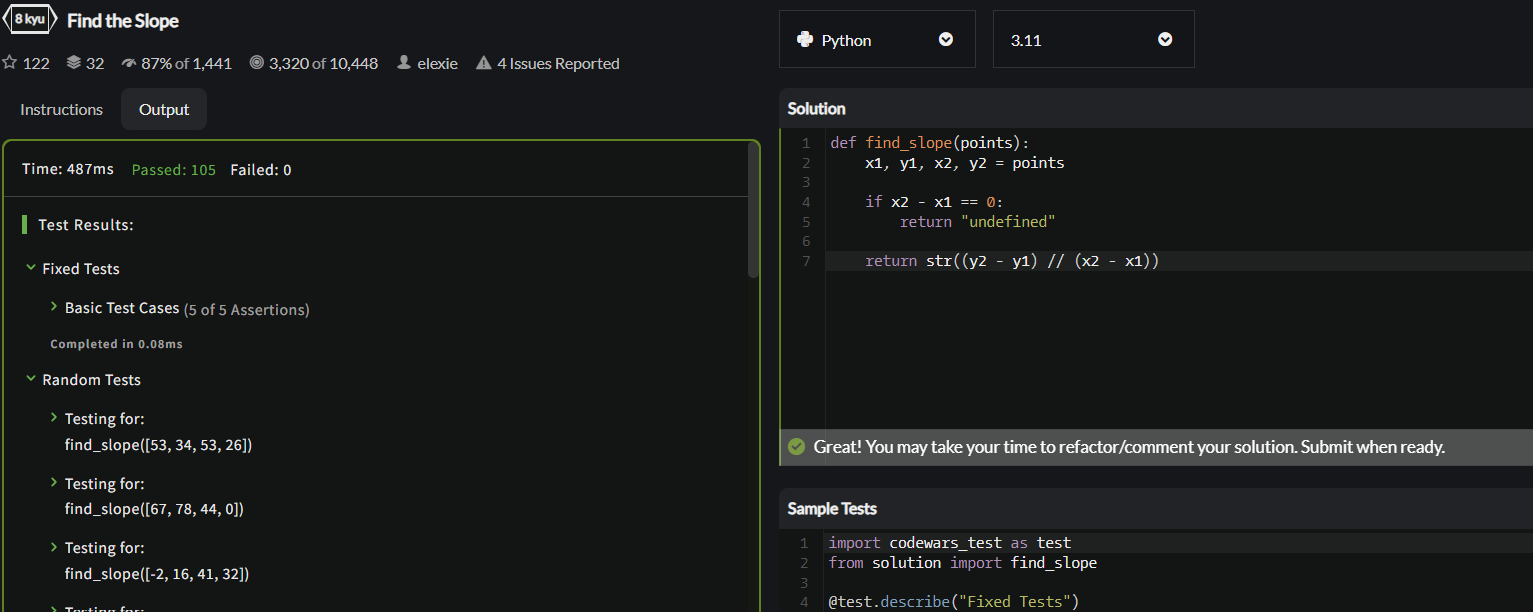 8 kyu Find the Slope
122 32 87% of 1,441 3,320 of 10,448 elexie 4 Issues Reported
Instructions Output
Time: 487ms Passed: 105 Failed: 0
Test Results:
Fixed Tests
Basic Test Cases (5 of 5 Assertions)
Completed in 0.08ms
Random Tests
Testing for:
find_slope([53, 34, 53, 26])
Testing for:
find_slope([67, 78, 44, 0])
Testing for:
find_slope([-2, 16, 41, 32])
Testing for:
Python 3.11
Solution
1 def find_slope(points):
2 x1, y1, x2, y2 = points
3
4 if x2 - x1 == 0:
5 return "undefined"
6
7 return str((y2 - y1) // (x2 - x1))
Great! You may take your time to refactor/comment your solution. Submit when ready.
Sample Tests
1 import codewars_test as test
2 from solution import find_slope
3
4 @test.describe("Fixed Tests")